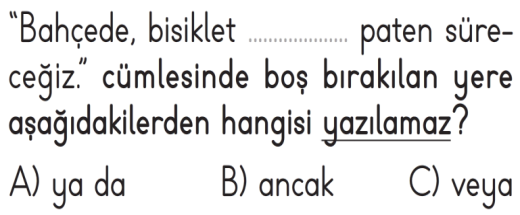 “Bahçede, bisiklet .................... paten süre-
ceğiz.” cümlesinde boş bırakılan yere
aşağıdakilerden hangisi yazılamaz?
A) ya da B) ancak C) veya